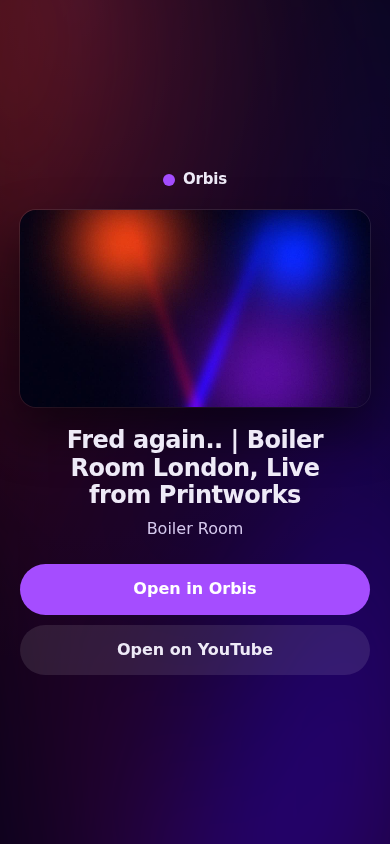 Orbis
Fred again.. | Boiler
Room London, Live
from Printworks
Boiler Room
Open in Orbis
Open on YouTube